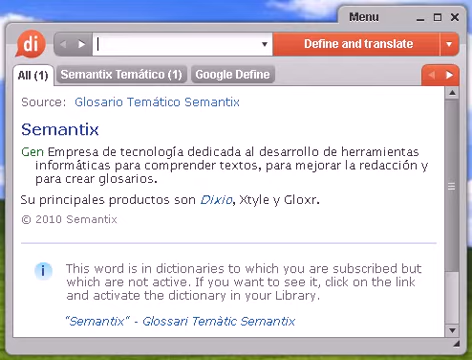 Menu
di
Define and translate
All (1)
Semantix Temático (1)
Google Define
Source: Glosario Temático Semantix
Semantix
Gen Empresa de tecnología dedicada al desarrollo de herramientas
informáticas para comprender textos, para mejorar la redacción y
para crear glosarios.
Su principales productos son Dixio, Xtyle y Gloxr.
© 2010 Semantix
i
This word is in dictionaries to which you are subscribed but
which are not active. If you want to see it, click on the link
and activate the dictionary in your Library.
"Semantix" - Glossari Temàtic Semantix